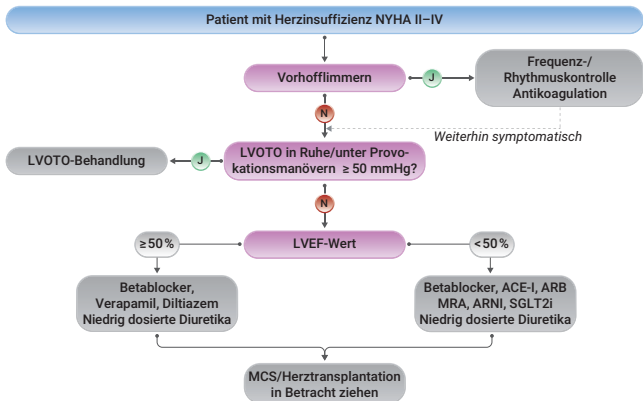 Patient mit Herzinsuffizienz NYHA II–IV
Vorhofflimmern
J
Frequenz-/
Rhythmuskontrolle
Antikoagulation
N
Weiterhin symptomatisch
LVOTO-Behandlung
J
LVOTO in Ruhe/unter Provo-
kationsmanövern ≥ 50 mmHg?
N
≥ 50 %
LVEF-Wert
< 50 %
Betablocker,
Verapamil, Diltiazem
Niedrig dosierte Diuretika
Betablocker, ACE-I, ARB
MRA, ARNI, SGLT2i
Niedrig dosierte Diuretika
MCS/Herztransplantation
in Betracht ziehen